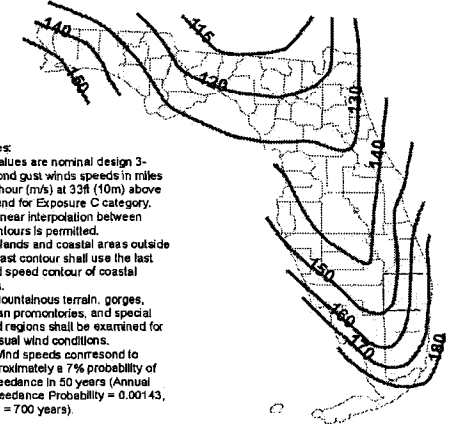 115
140
150
120
130
140
es:
alues are nominal design 3-
ond gust winds speeds in miles
hour (m/s) at 33ft (10m) above
nd for Exposure C category.
near interpolation between
ntours is permitted.
lands and coastal areas outside
ast contour shall use the last
d speed contour of coastal
s.
ountainous terrain. gorges,
an promontories, and special
d regions shall be examined for
sual wind conditions.
Wind speeds conrresond to
roximately a 7% probability of
eedance in 50 years (Annual
eedance Probability = 0.00143,
= 700 years).
150
160
170
180